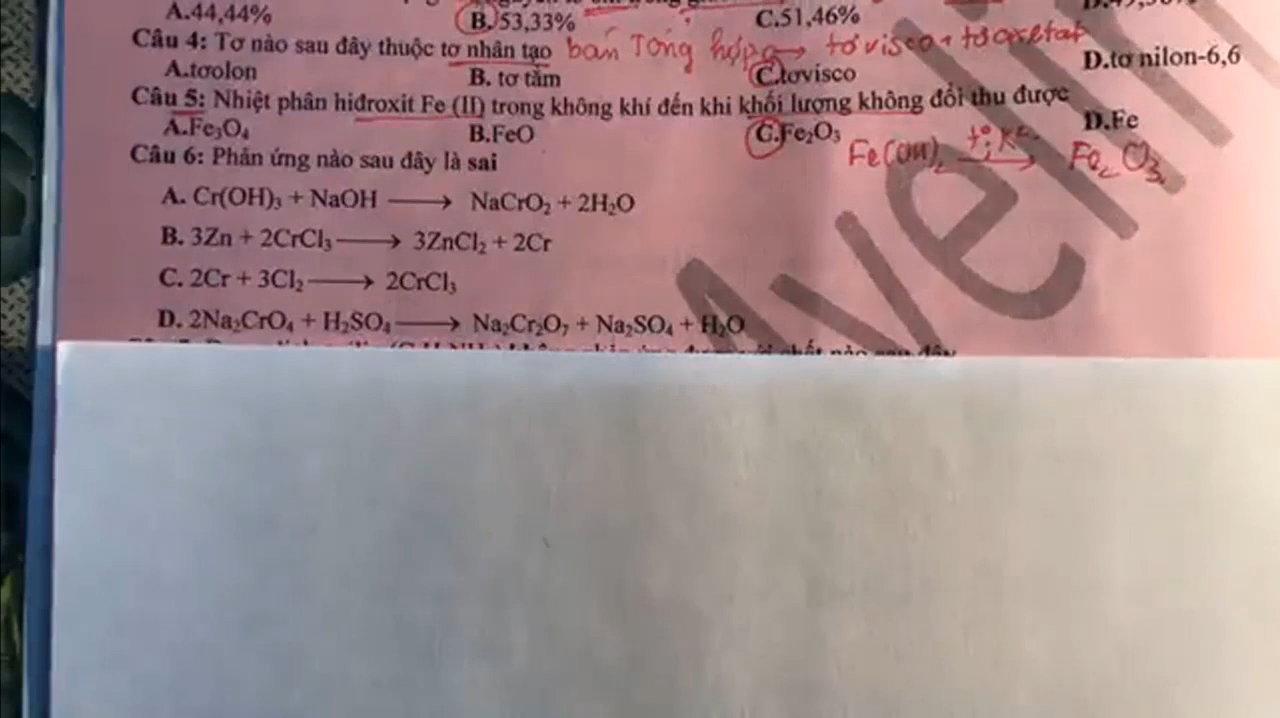 A.44,44% B.53,33% C.51,46%
Câu 4: Tơ nào sau đây thuộc tơ nhân tạo bán Tổng hợp → tơ visco + tơ axetat
A.tơolon B. tơ tằm C.tơvisco D.tơ nilon-6,6
Câu 5: Nhiệt phân hiđroxit Fe (II) trong không khí đến khi khối lượng không đổi thu được
A.Fe₃O₄ B.FeO C.Fe₂O₃ D.Fe
Fe(OH)₂ t°; k² → Fe₂O₃
Câu 6: Phản ứng nào sau đây là sai
A. Cr(OH)₃ + NaOH ⟶ NaCrO₂ + 2H₂O
B. 3Zn + 2CrCl₃ ⟶ 3ZnCl₂ + 2Cr
C. 2Cr + 3Cl₂ ⟶ 2CrCl₃
D. 2Na₂CrO₄ + H₂SO₄ ⟶ Na₂Cr₂O₇ + Na₂SO₄ + H₂O